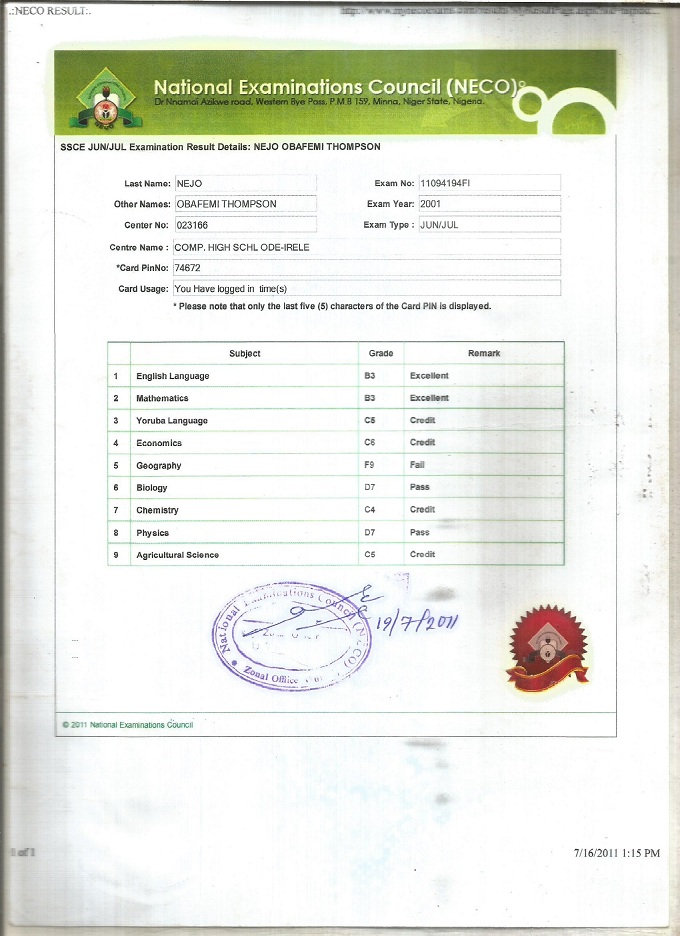 .:NECO RESULT:.
National Examinations Council (NECO)
Dr Nnamdi Azikwe road, Western Bye Pass, P.M.B 159, Minna, Niger State, Nigeria.
SSCE JUN/JUL Examination Result Details: NEJO OBAFEMI THOMPSON
Last Name: NEJO Exam No: 11094194FI
Other Names: OBAFEMI THOMPSON Exam Year: 2001
Center No: 023166 Exam Type : JUN/JUL
Centre Name : COMP. HIGH SCHL ODE-IRELE
*Card PinNo: 74672
Card Usage: You Have logged in time(s)
* Please note that only the last five (5) characters of the Card PIN is displayed.
Subject Grade Remark
1 English Language B3 Excellent
2 Mathematics B3 Excellent
3 Yoruba Language C5 Credit
4 Economics C6 Credit
5 Geography F9 Fail
6 Biology D7 Pass
7 Chemistry C4 Credit
8 Physics D7 Pass
9 Agricultural Science C5 Credit
National Examinations Council (NECO)
19/7/2011
Zonal Office
© 2011 National Examinations Council
1 of 1 7/16/2011 1:15 PM